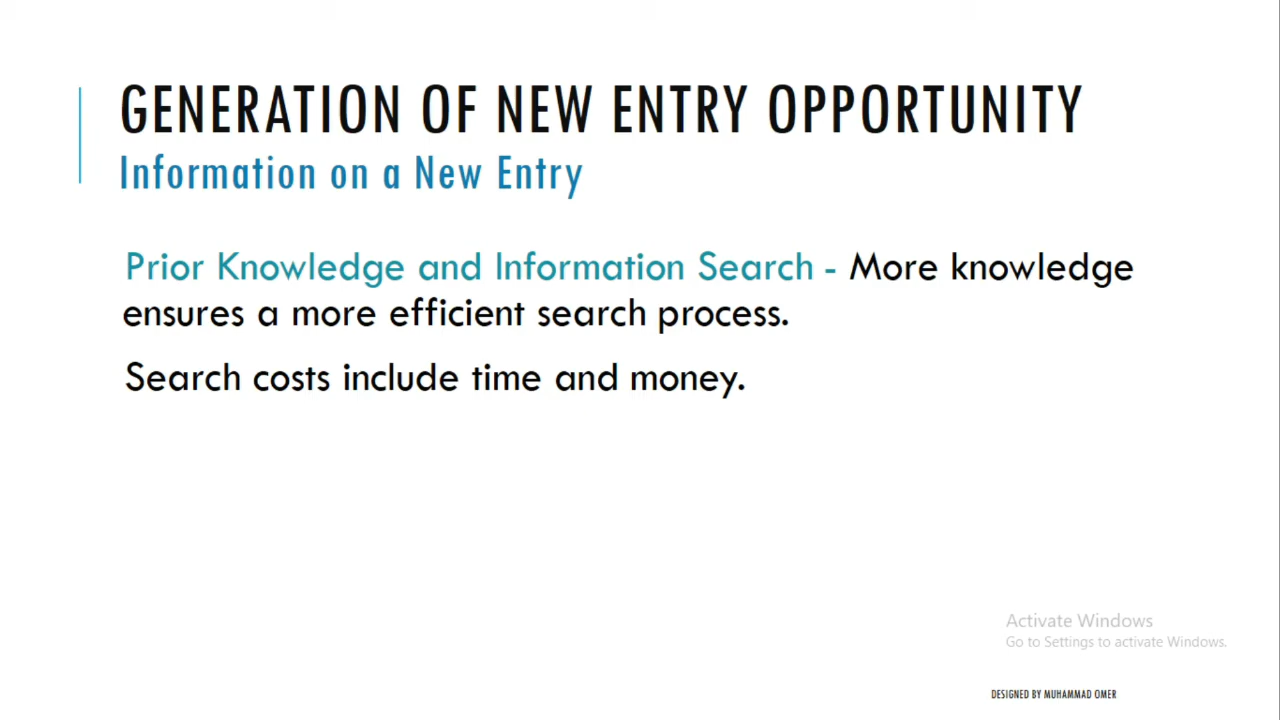 GENERATION OF NEW ENTRY OPPORTUNITY
Information on a New Entry
Prior Knowledge and Information Search - More knowledge
ensures a more efficient search process.
Search costs include time and money.
Activate Windows
Go to Settings to activate Windows.
DESIGNED BY MUHAMMAD OMER